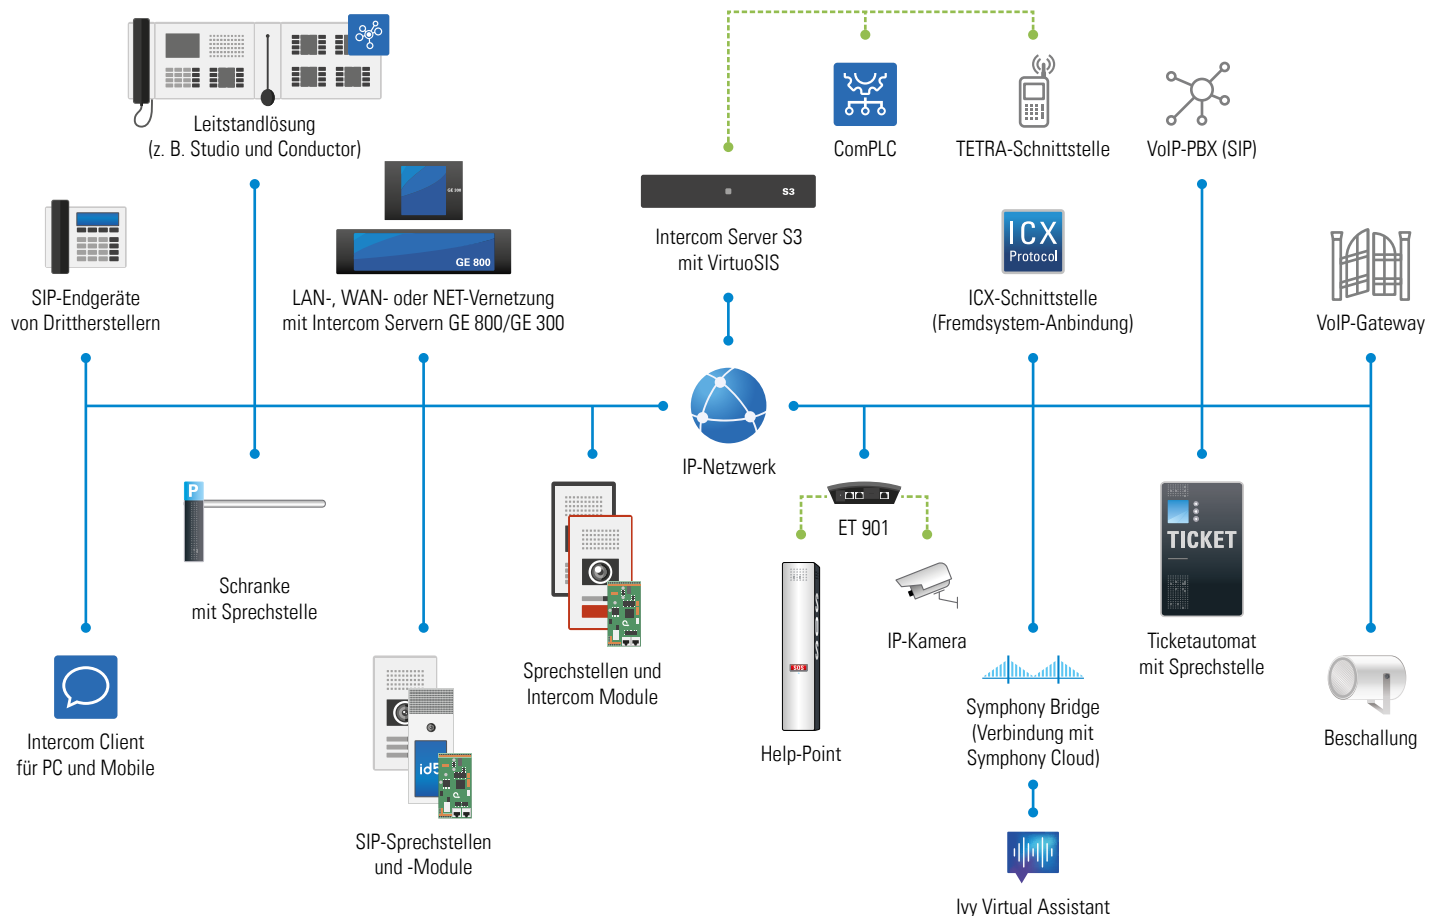 Leitstandlösung
(z. B. Studio und Conductor)
ComPLC
TETRA-Schnittstelle
VoIP-PBX (SIP)
GE 300
S3
GE 800
ICX
Protocol
Intercom Server S3
mit VirtuoSIS
SIP-Endgeräte
von Drittherstellern
LAN-, WAN- oder NET-Vernetzung
mit Intercom Servern GE 800/GE 300
ICX-Schnittstelle
(Fremdsystem-Anbindung)
VoIP-Gateway
IP-Netzwerk
P
Schranke
mit Sprechstelle
ET 901
TICKET
SOS
SOS
IP-Kamera
Ticketautomat
mit Sprechstelle
Sprechstellen und
Intercom Module
Intercom Client
für PC und Mobile
id5
Help-Point
Symphony Bridge
(Verbindung mit
Symphony Cloud)
Beschallung
SIP-Sprechstellen
und -Module
Ivy Virtual Assistant